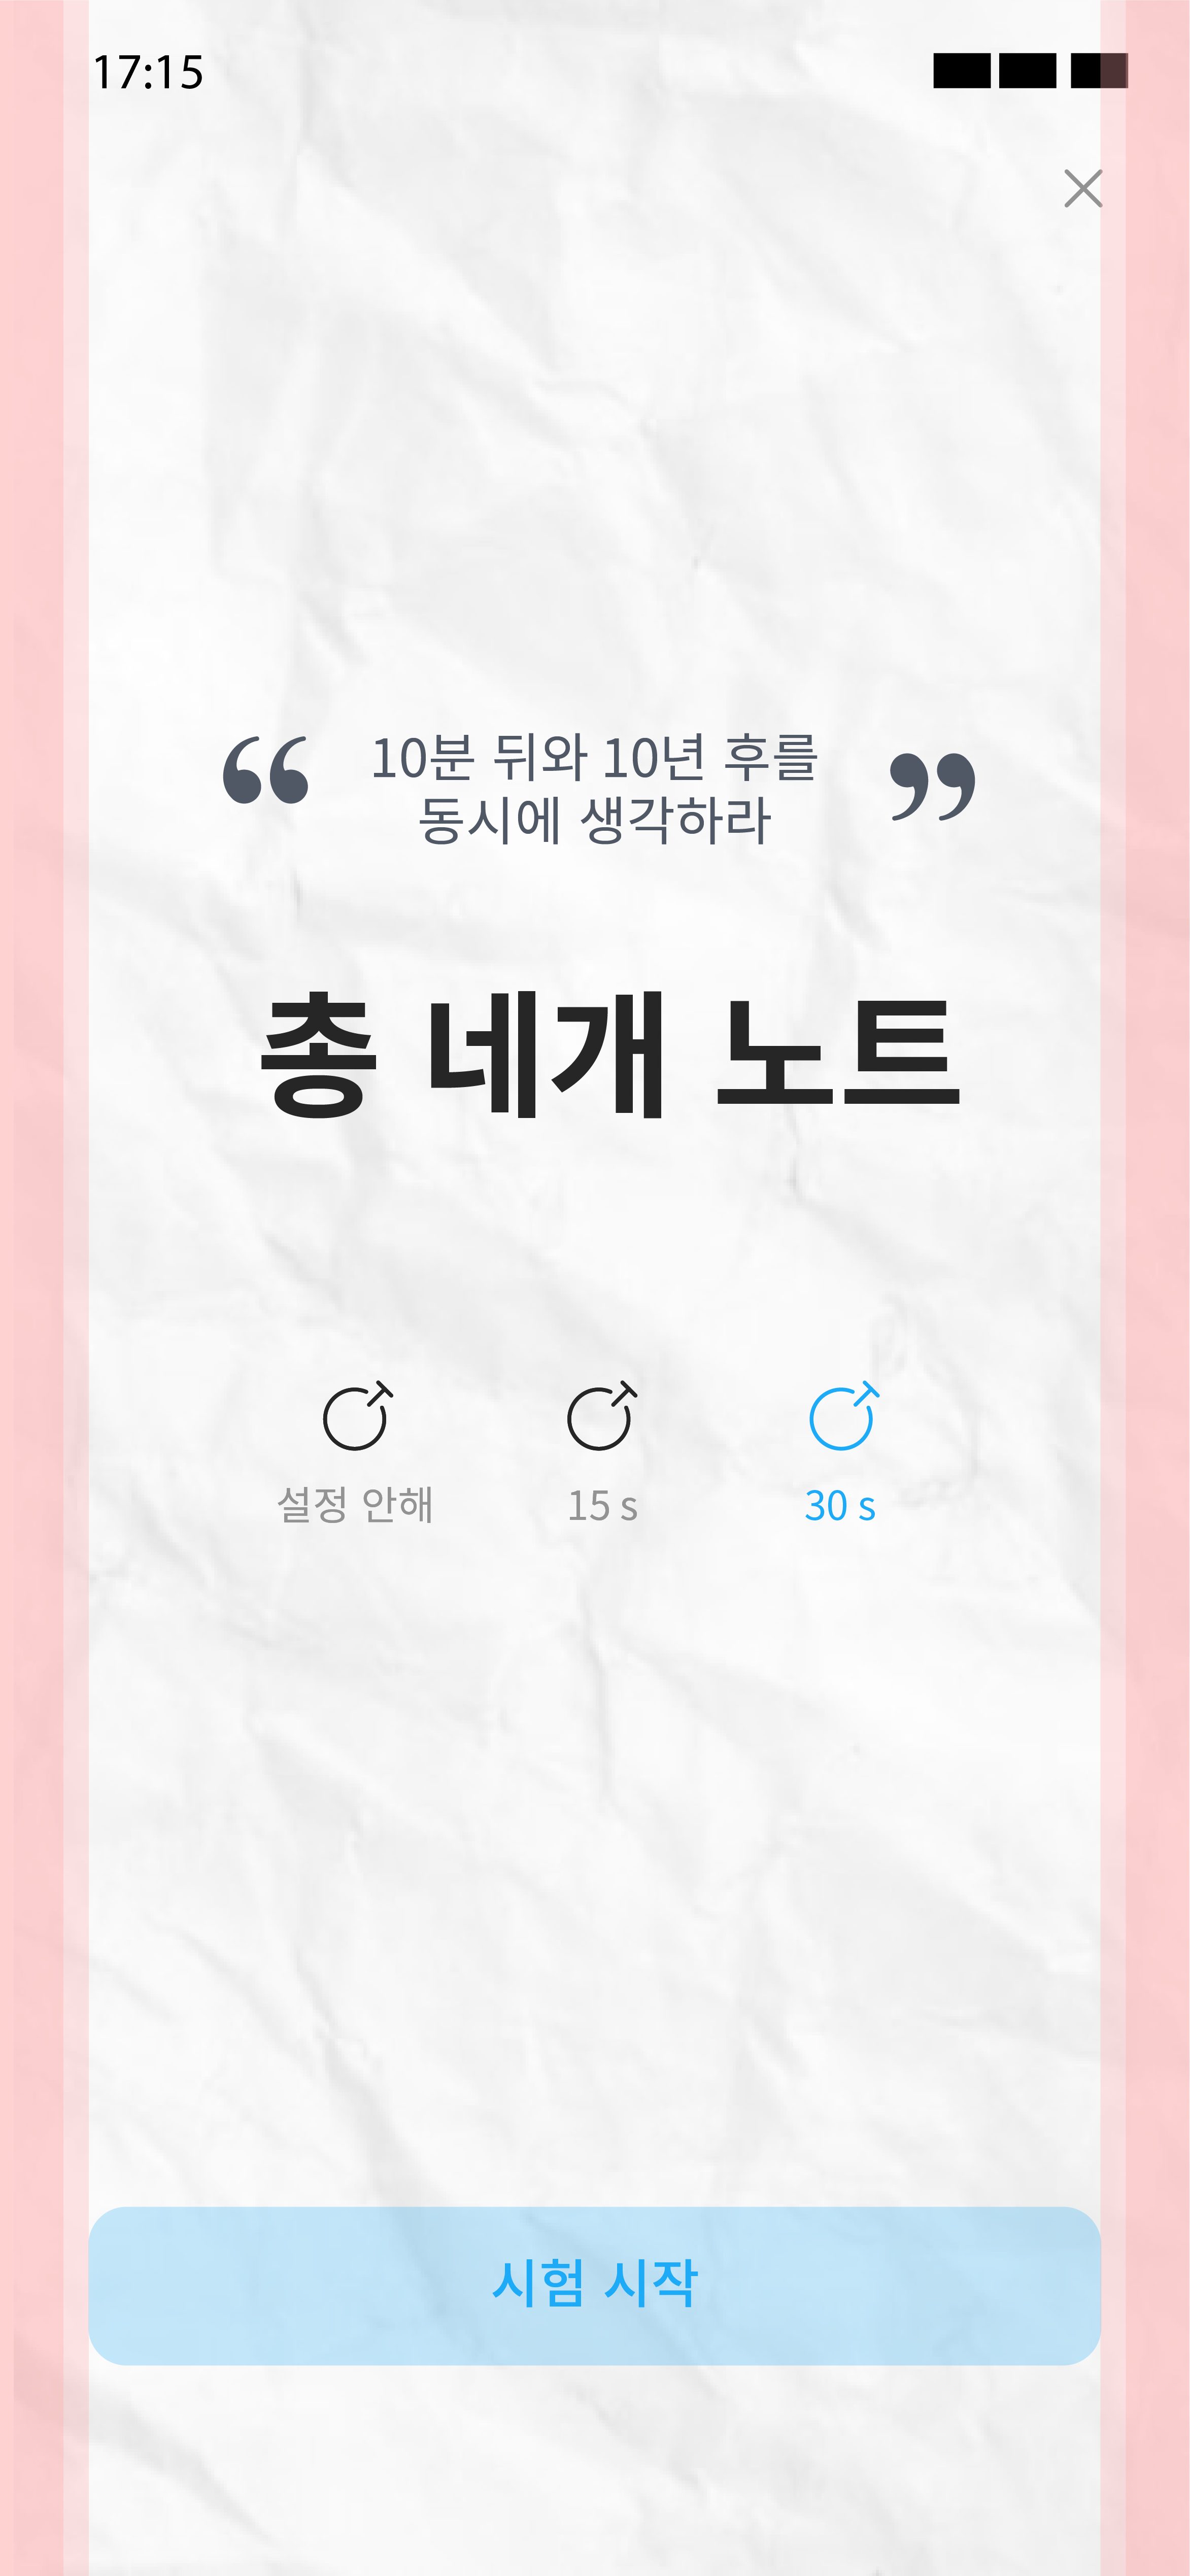 17:15
“ 10분 뒤와 10년 후를 ”
동시에 생각하라
총 네개 노트
설정 안해 15 s 30 s
시험 시작